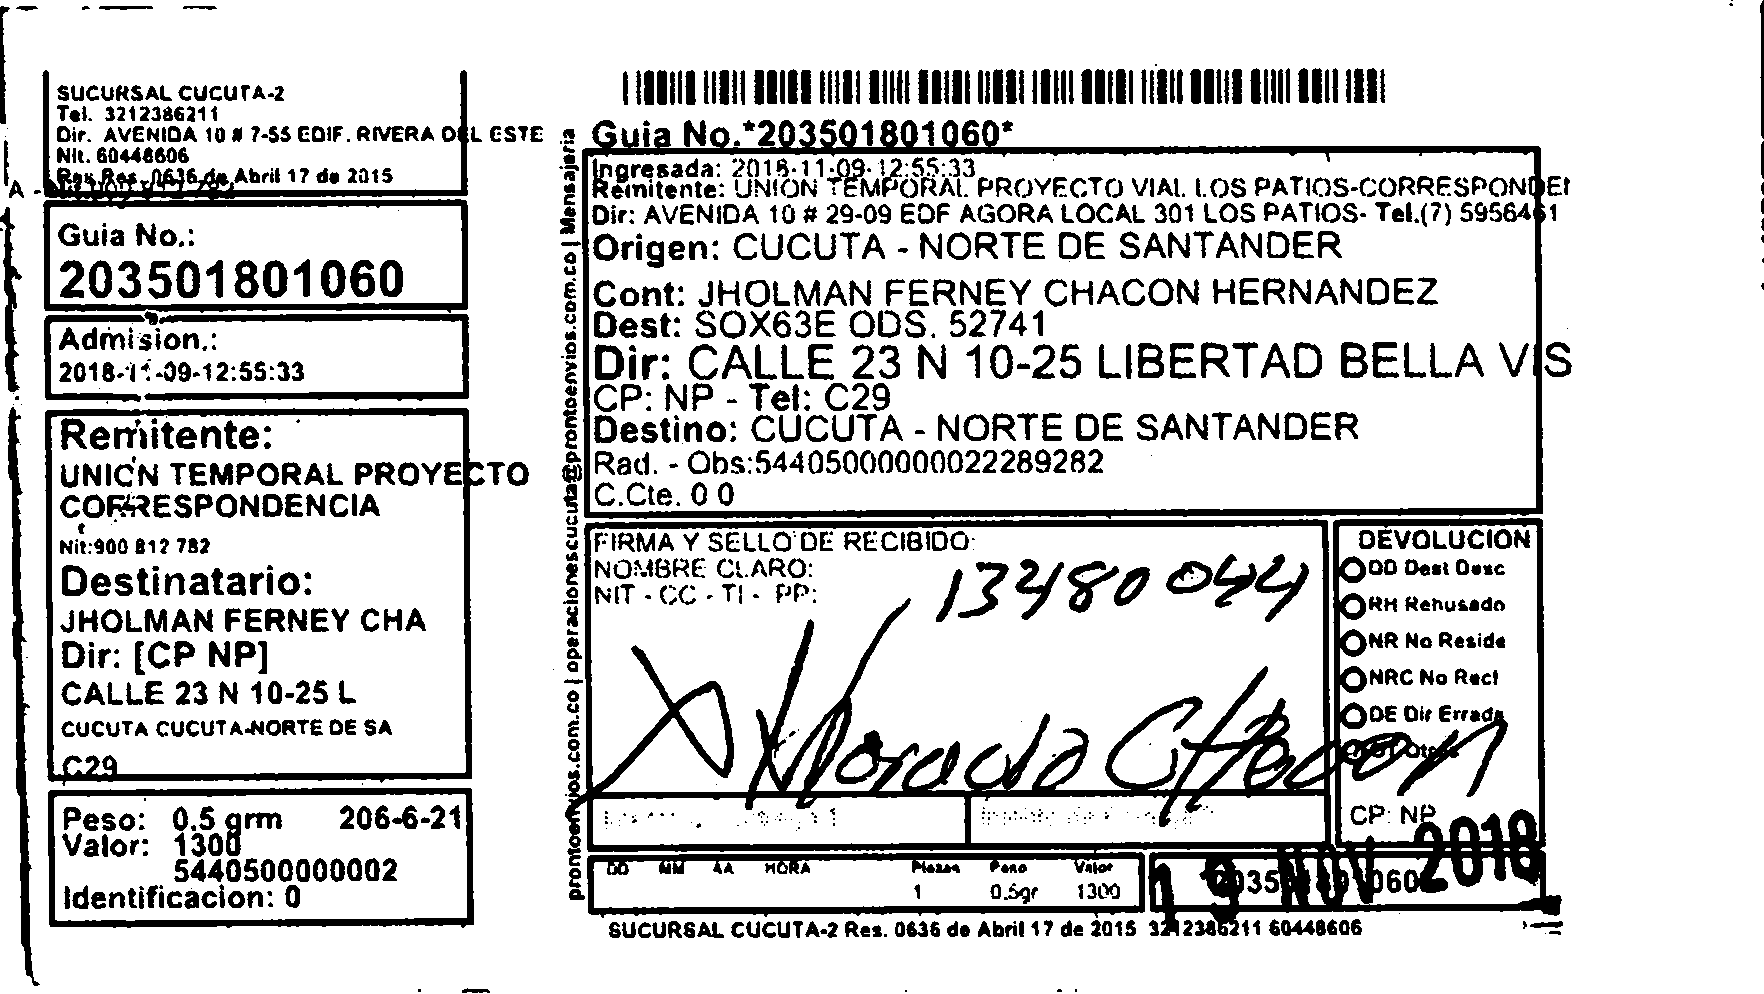 SUCURSAL CUCUTA-2
Tel. 3212386211
Dir. AVENIDA 10 # 7-55 EDIF. RIVERA DEL ESTE
Nit. 60448606
Res. 0636 de Abril 17 de 2015
Guia No.:
203501801060
Admision.:
2018-11-09-12:55:33
Remitente:
UNION TEMPORAL PROYECTO
CORRESPONDENCIA
Nit:900 812 782
Destinatario:
JHOLMAN FERNEY CHA
Dir: [CP NP]
CALLE 23 N 10-25 L
CUCUTA CUCUTA-NORTE DE SA
C29
Peso: 0.5 grm 206-6-21
Valor: 1300
5440500000002
Identificacion: 0
prontoenvios.com.co | operacionescucuta@prontoenvios.com.co | Mensajeria
Guia No.*203501801060*
Ingresada: 2018-11-09-12:55:33
Remitente: UNION TEMPORAL PROYECTO VIAL LOS PATIOS-CORRESPONDEN
Dir: AVENIDA 10 # 29-09 EDF AGORA LOCAL 301 LOS PATIOS- Tel.(7) 5956461
Origen: CUCUTA - NORTE DE SANTANDER
Cont: JHOLMAN FERNEY CHACON HERNANDEZ
Dest: SOX63E ODS. 52741
Dir: CALLE 23 N 10-25 LIBERTAD BELLA VIS
CP: NP - Tel: C29
Destino: CUCUTA - NORTE DE SANTANDER
Rad. - Obs:54405000000022289282
C.Cte. 0 0
FIRMA Y SELLO DE RECIBIDO:
NOMBRE CLARO:
NIT - CC - TI - PP:
13480044
Chacon
DEVOLUCION
DD Dest Desc
RH Rehusado
NR No Reside
NRC No Recl
DE Dir Errada
CP: NP
DD MM AA HORA Piezas Peso Valor
1 0.5gr 1300
19 NOV 2018
SUCURSAL CUCUTA-2 Res. 0636 de Abril 17 de 2015 3212386211 60448606